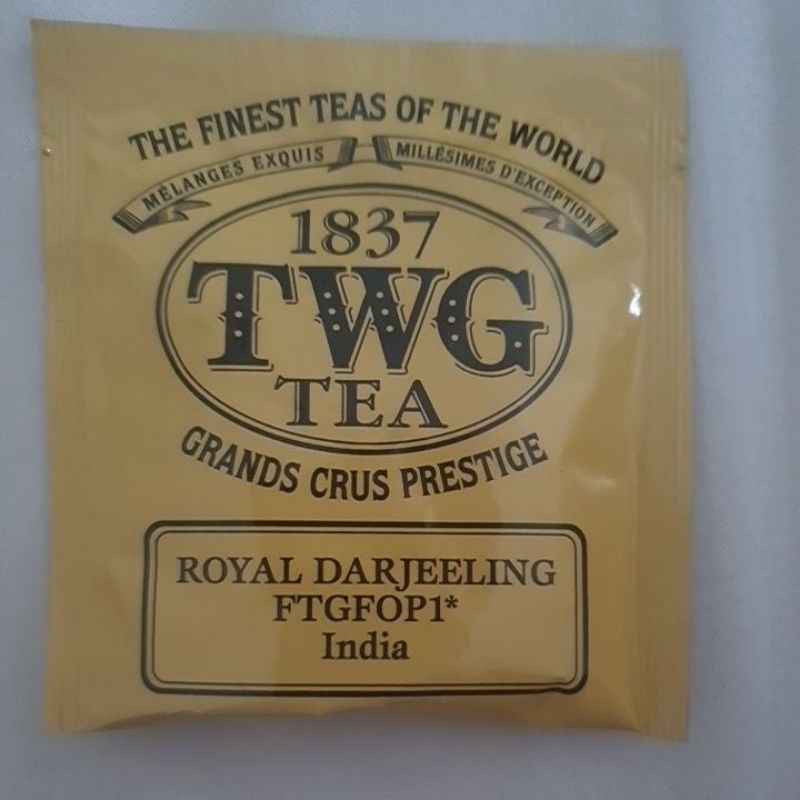 THE FINEST TEAS OF THE WORLD
MÉLANGES EXQUIS MILLÉSIMES D'EXCEPTION
1837
TWG
TEA
GRANDS CRUS PRESTIGE
ROYAL DARJEELING
FTGFOP1*
India